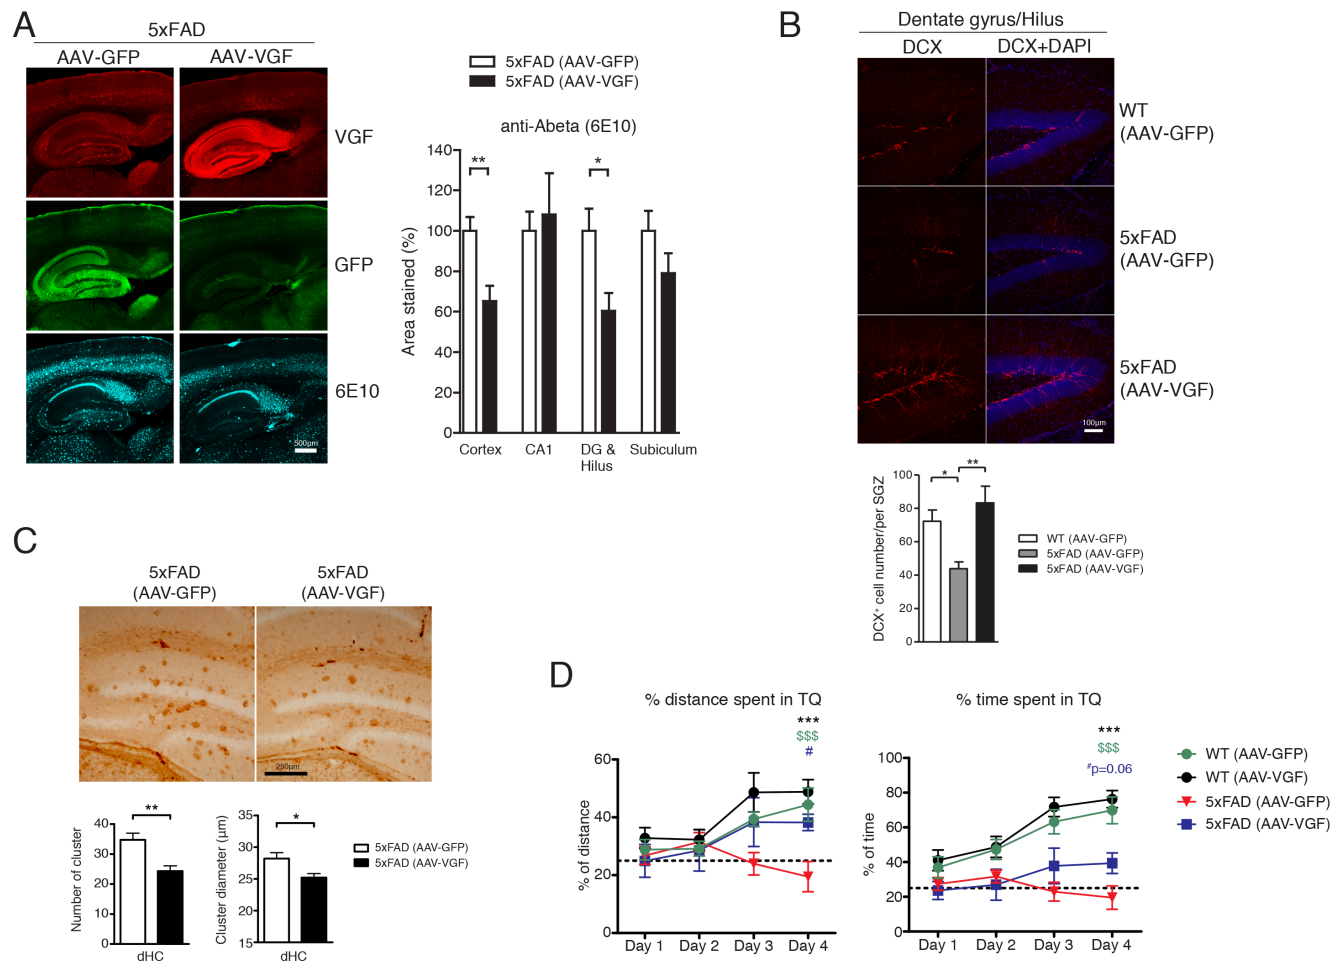 A
5xFAD
AAV-GFP
AAV-VGF
VGF
GFP
6E10
500µm
5xFAD (AAV-GFP)
5xFAD (AAV-VGF)
anti-Abeta (6E10)
Area stained (%)
140
120
100
80
60
40
20
0
**
*
Cortex
CA1
DG &
Hilus
Subiculum
B
Dentate gyrus/Hilus
DCX
DCX+DAPI
WT
(AAV-GFP)
5xFAD
(AAV-GFP)
5xFAD
(AAV-VGF)
100µm
DCX⁺ cell number/per SGZ
100
80
60
40
20
0
*
**
WT (AAV-GFP)
5xFAD (AAV-GFP)
5xFAD (AAV-VGF)
C
5xFAD
(AAV-GFP)
5xFAD
(AAV-VGF)
250µm
Number of cluster
40
30
20
10
0
**
dHC
Cluster diameter (µm)
35
31
27
23
19
15
*
dHC
5xFAD (AAV-GFP)
5xFAD (AAV-VGF)
D
% distance spent in TQ
***
$$$
#
% of distance
60
40
20
0
Day 1
Day 2
Day 3
Day 4
% time spent in TQ
***
$$$
#p=0.06
% of time
100
80
60
40
20
0
Day 1
Day 2
Day 3
Day 4
WT (AAV-GFP)
WT (AAV-VGF)
5xFAD (AAV-GFP)
5xFAD (AAV-VGF)